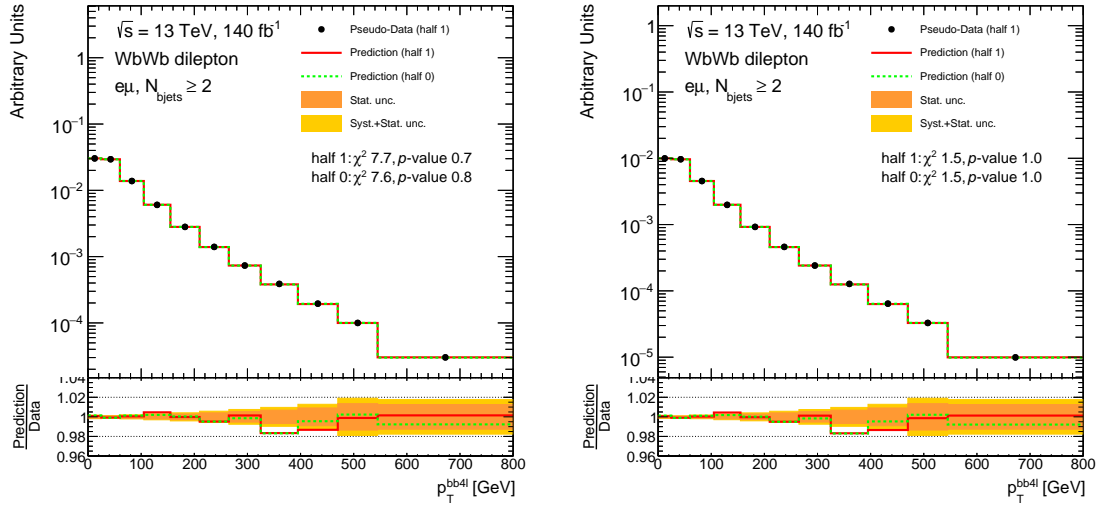 Arbitrary Units
√s = 13 TeV, 140 fb⁻¹
WbWb dilepton
eμ, N_bjets ≥ 2
Pseudo-Data (half 1)
Prediction (half 1)
Prediction (half 0)
Stat. unc.
Syst.+Stat. unc.
half 1:χ² 7.7, p-value 0.7
half 0:χ² 7.6, p-value 0.8
1
10⁻¹
10⁻²
10⁻³
10⁻⁴
Prediction
Data
1.04
1.02
1
0.98
0.96
0 100 200 300 400 500 600 700 800
p_T^bb4l [GeV]
Arbitrary Units
√s = 13 TeV, 140 fb⁻¹
WbWb dilepton
eμ, N_bjets ≥ 2
Pseudo-Data (half 1)
Prediction (half 1)
Prediction (half 0)
Stat. unc.
Syst.+Stat. unc.
half 1:χ² 1.5, p-value 1.0
half 0:χ² 1.5, p-value 1.0
1
10⁻¹
10⁻²
10⁻³
10⁻⁴
10⁻⁵
Prediction
Data
1.04
1.02
1
0.98
0.96
0 100 200 300 400 500 600 700 800
p_T^bb4l [GeV]